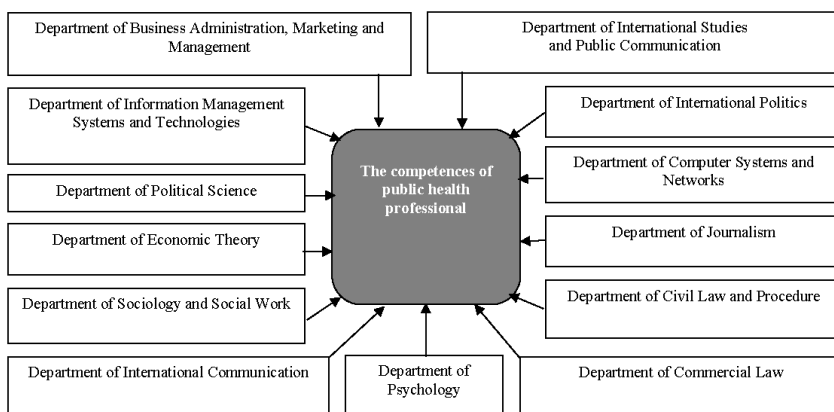 Department of Business Administration, Marketing and
Management
Department of International Studies
and Public Communication
Department of Information Management
Systems and Technologies
Department of International Politics
The competences of
public health
professional
Department of Computer Systems and
Networks
Department of Political Science
Department of Economic Theory
Department of Journalism
Department of Sociology and Social Work
Department of Civil Law and Procedure
Department of International Communication
Department of
Psychology
Department of Commercial Law